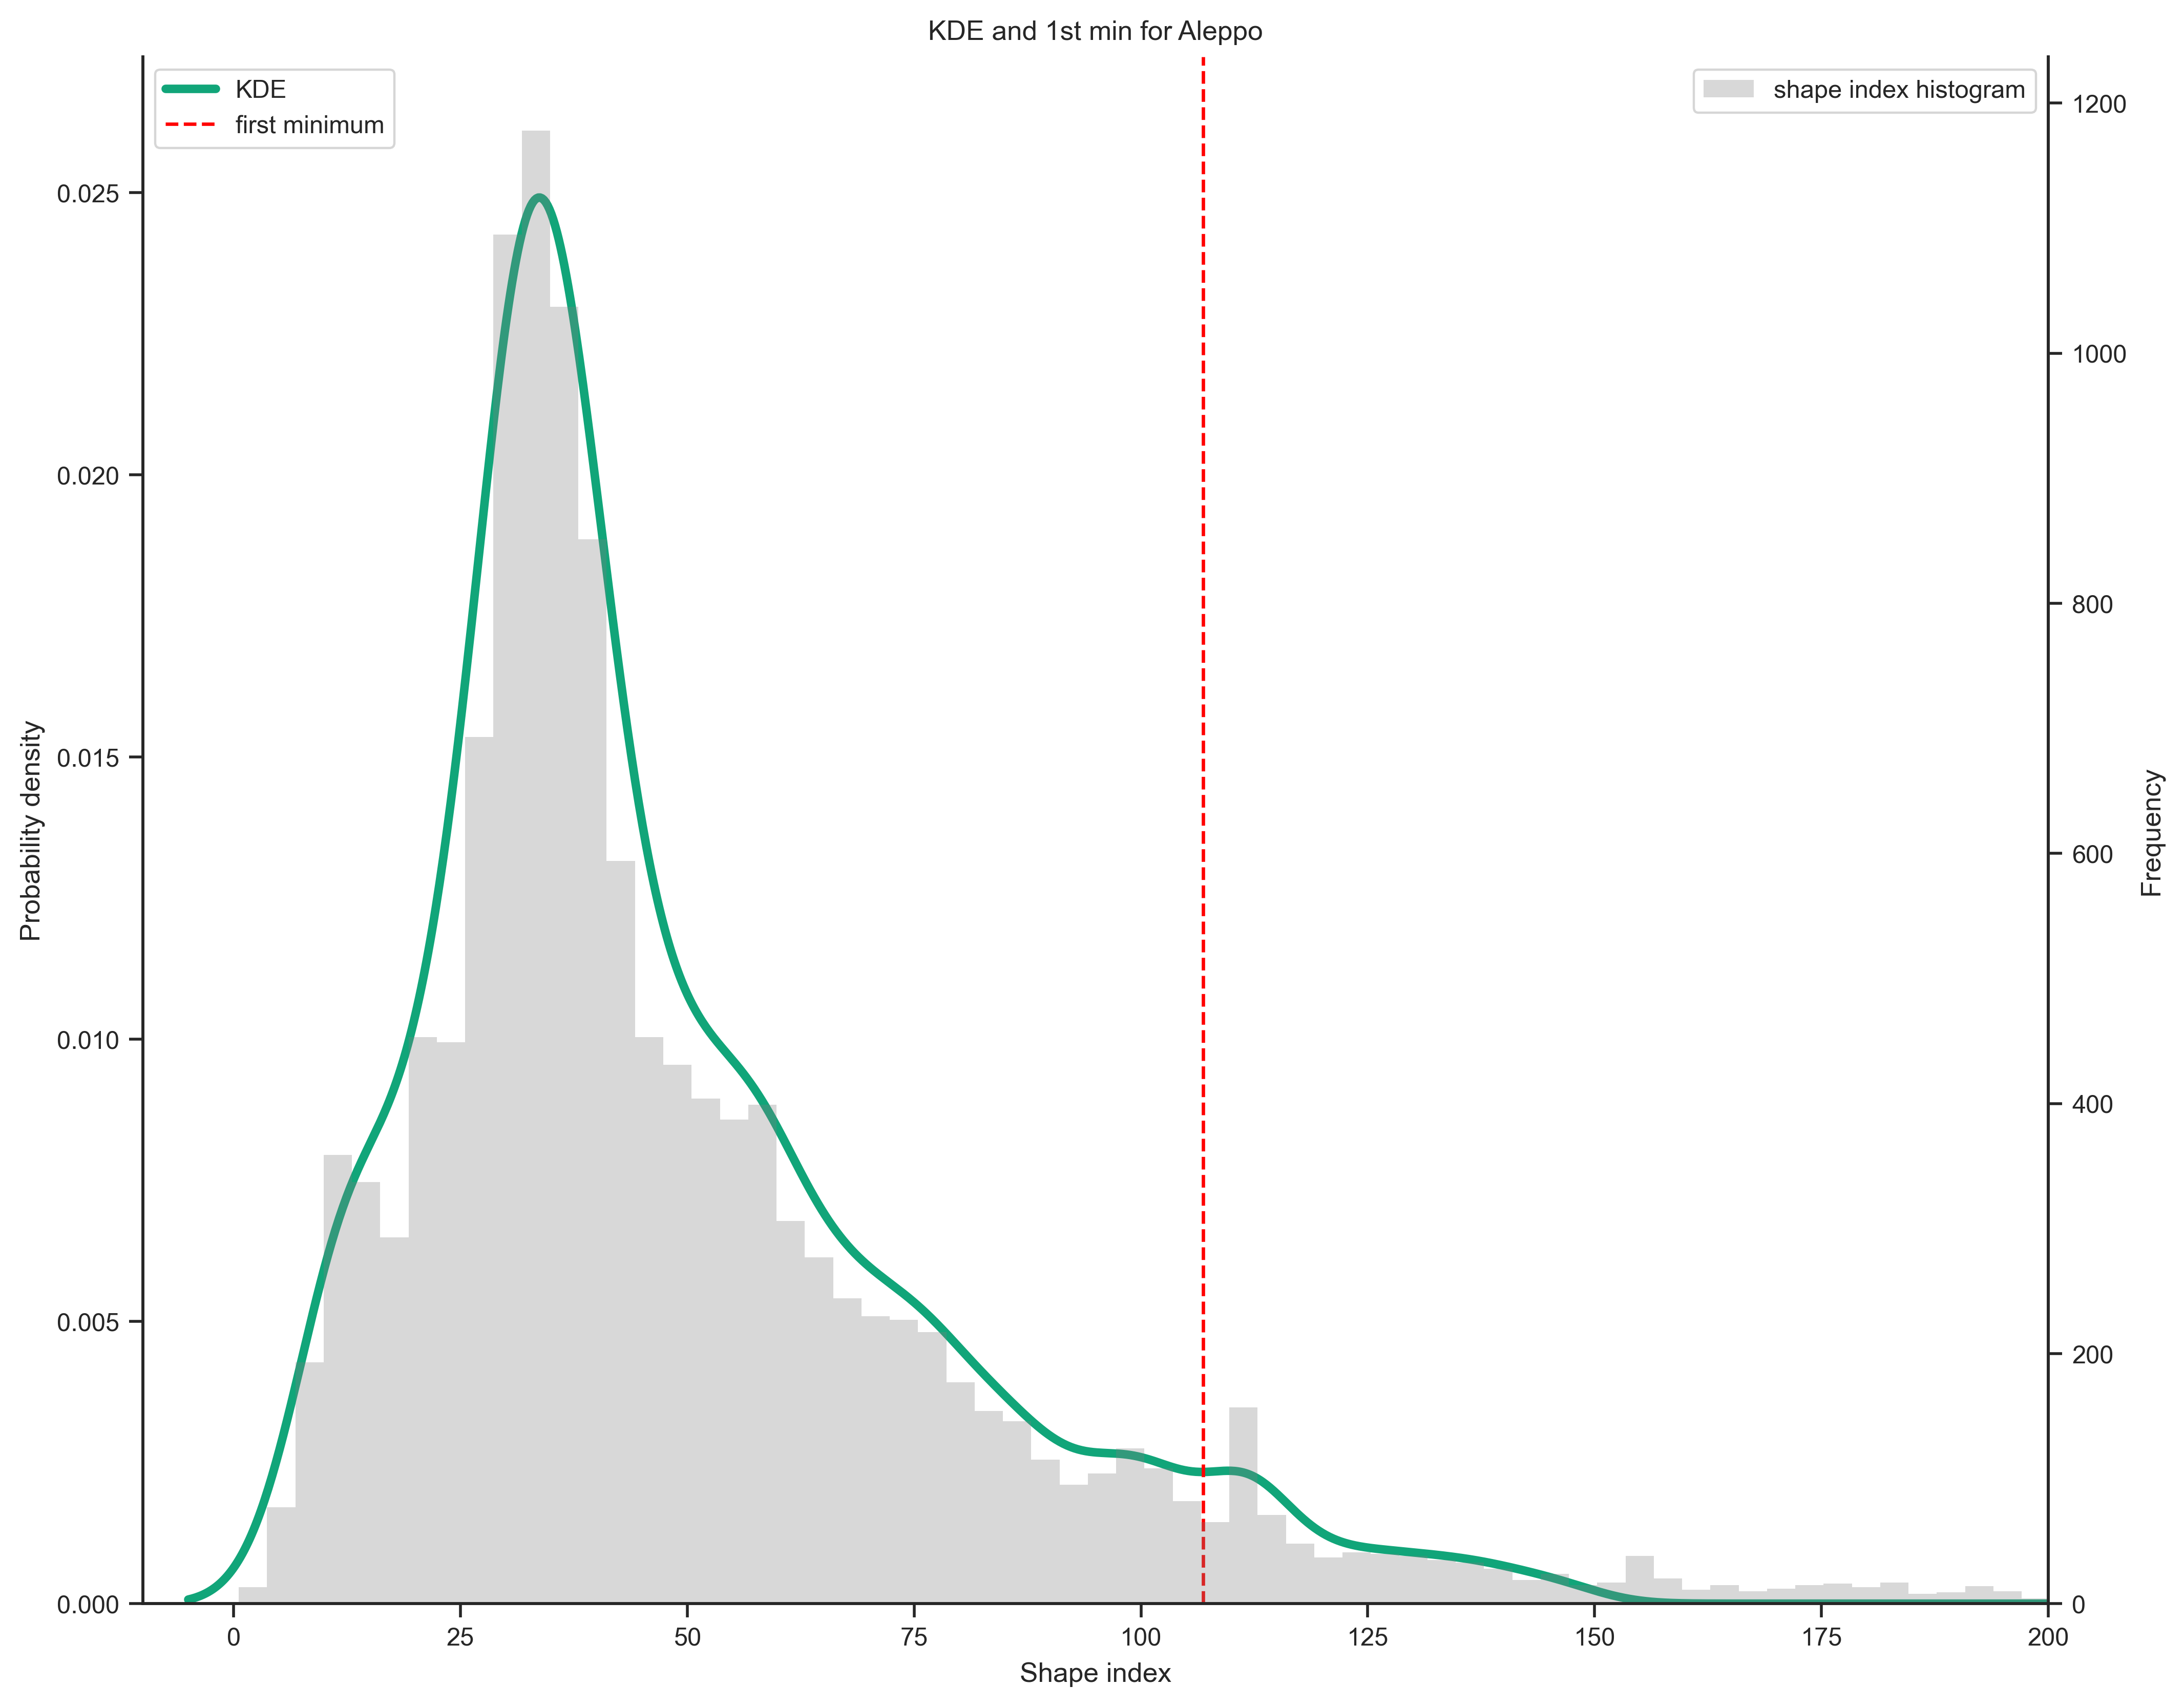 KDE and 1st min for Aleppo
KDE
first minimum
shape index histogram
Probability density
0.025
0.020
0.015
0.010
0.005
0.000
1200
1000
800
600
400
200
0
Frequency
0 25 50 75 100 125 150 175 200
Shape index